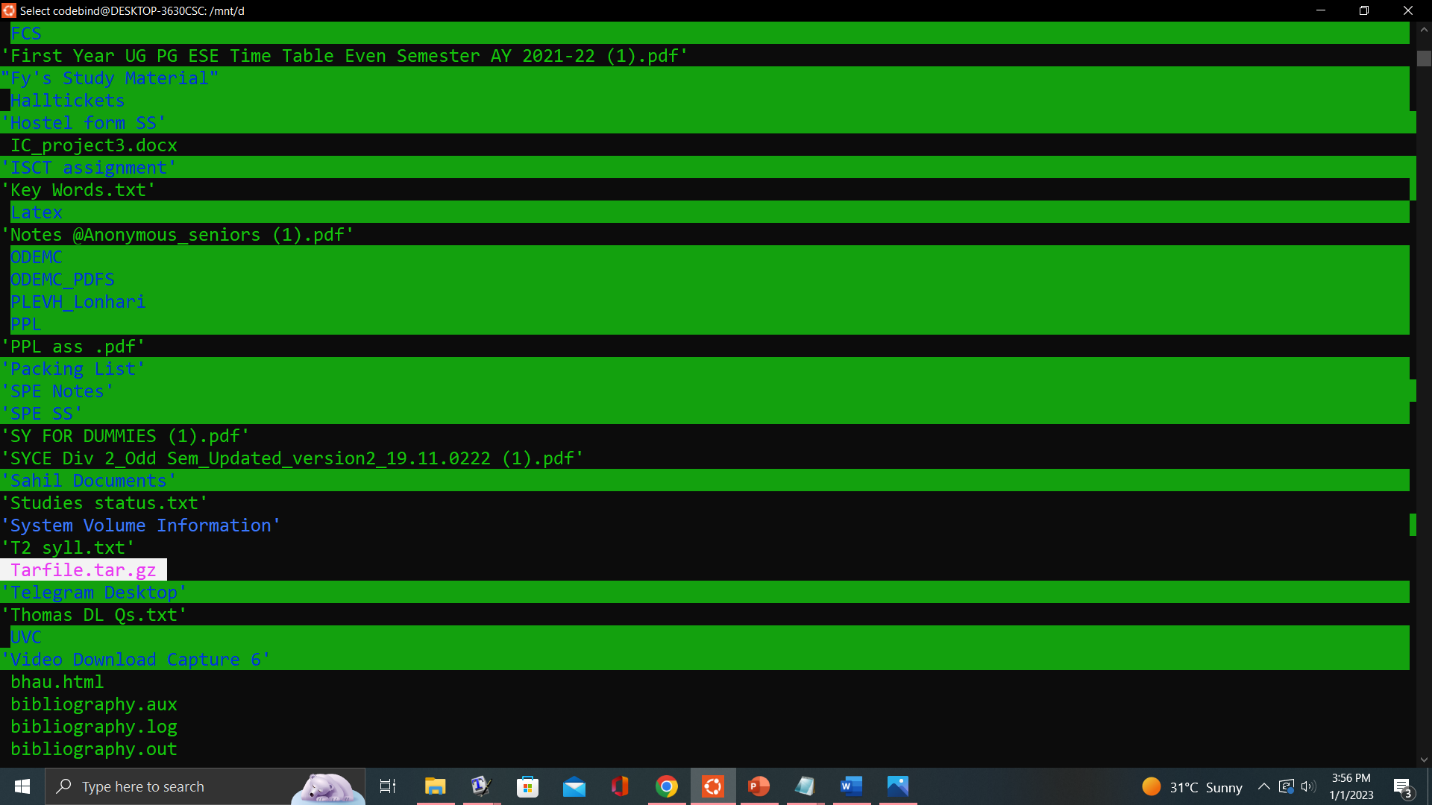 Select codebind@DESKTOP-3630CSC: /mnt/d
FCS
'First Year UG PG ESE Time Table Even Semester AY 2021-22 (1).pdf'
"Fy's Study Material"
Halltickets
'Hostel form SS'
IC_project3.docx
'ISCT assignment'
'Key Words.txt'
Latex
'Notes @Anonymous_seniors (1).pdf'
ODEMC
ODEMC_PDFS
PLEVH_Lonhari
PPL
'PPL ass .pdf'
'Packing List'
'SPE Notes'
'SPE SS'
'SY FOR DUMMIES (1).pdf'
'SYCE Div 2_Odd Sem_Updated_version2_19.11.0222 (1).pdf'
'Sahil Documents'
'Studies status.txt'
'System Volume Information'
'T2 syll.txt'
Tarfile.tar.gz
'Telegram Desktop'
'Thomas DL Qs.txt'
UVC
'Video Download Capture 6'
bhau.html
bibliography.aux
bibliography.log
bibliography.out
Type here to search
31°C Sunny
3:56 PM
1/1/2023
3